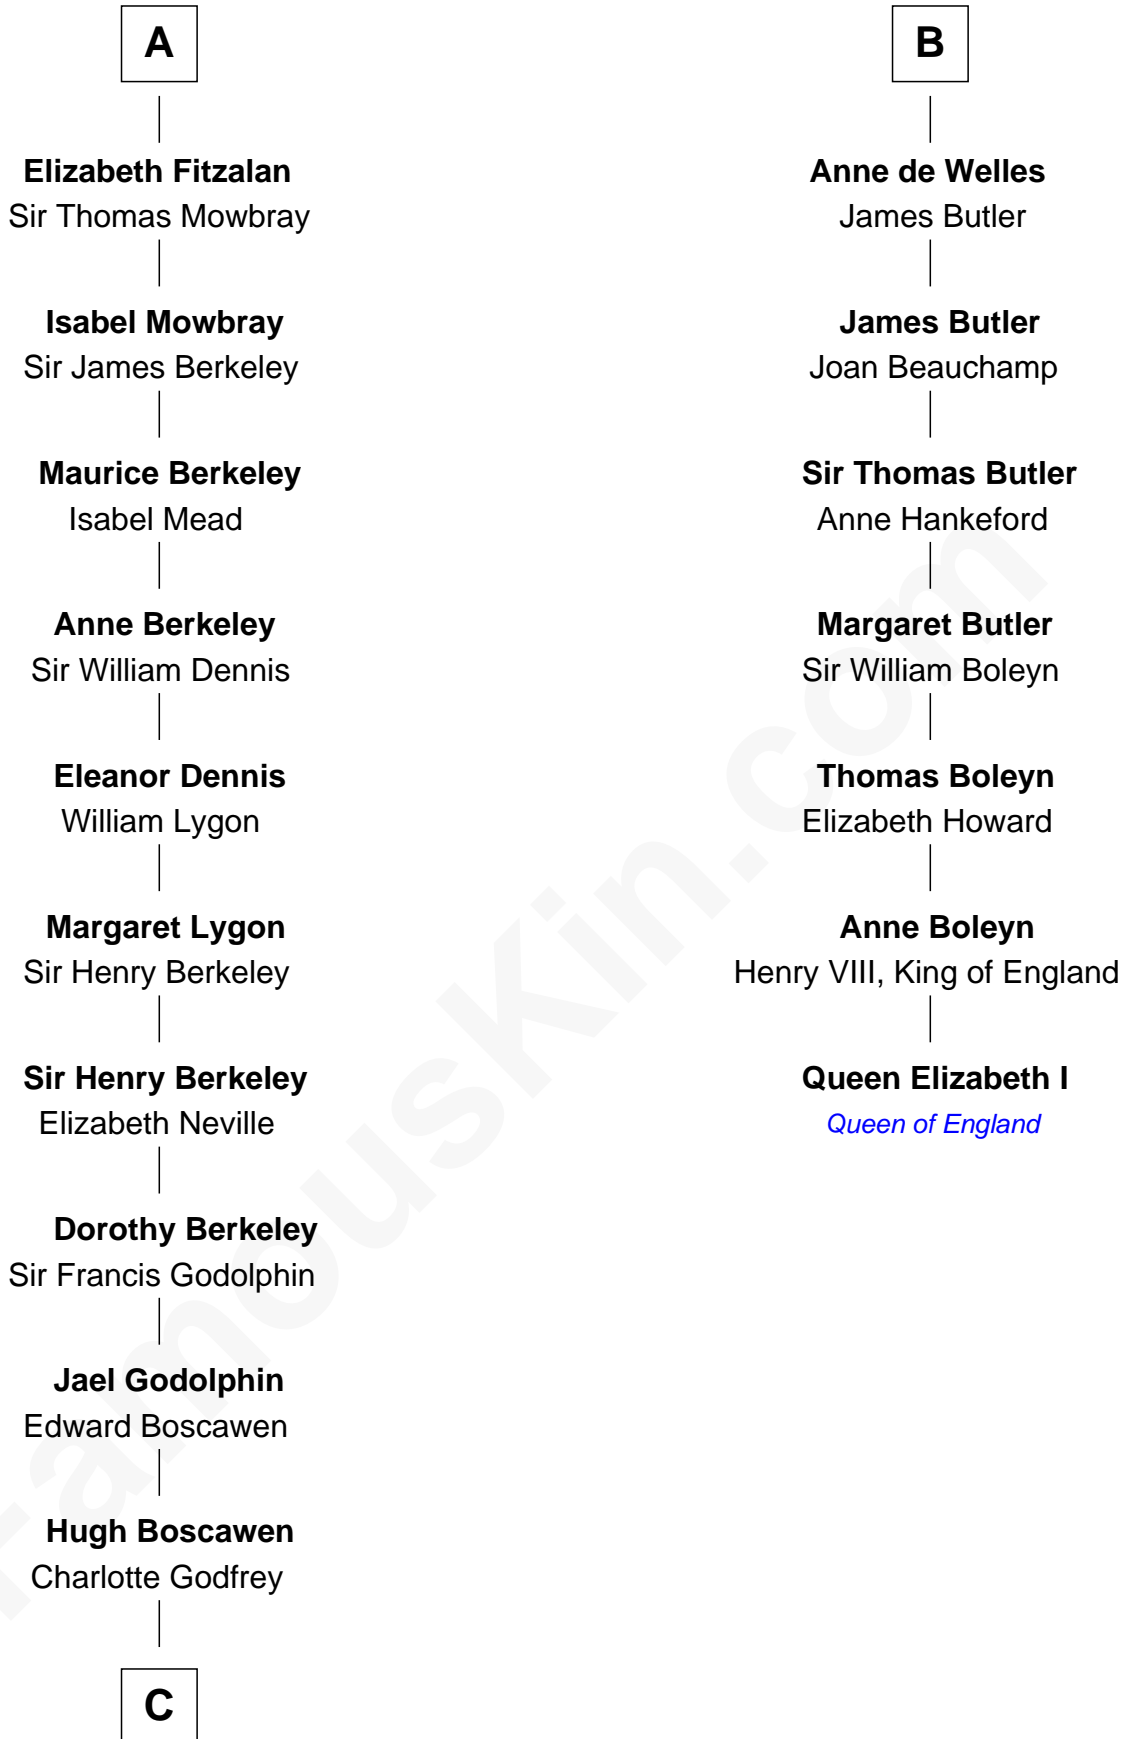 A
Elizabeth Fitzalan
Sir Thomas Mowbray
Isabel Mowbray
Sir James Berkeley
Maurice Berkeley
Isabel Mead
Anne Berkeley
Sir William Dennis
Eleanor Dennis
William Lygon
Margaret Lygon
Sir Henry Berkeley
Sir Henry Berkeley
Elizabeth Neville
Dorothy Berkeley
Sir Francis Godolphin
Jael Godolphin
Edward Boscawen
Hugh Boscawen
Charlotte Godfrey
C
B
Anne de Welles
James Butler
James Butler
Joan Beauchamp
Sir Thomas Butler
Anne Hankeford
Margaret Butler
Sir William Boleyn
Thomas Boleyn
Elizabeth Howard
Anne Boleyn
Henry VIII, King of England
Queen Elizabeth I
Queen of England
FamousKin.com